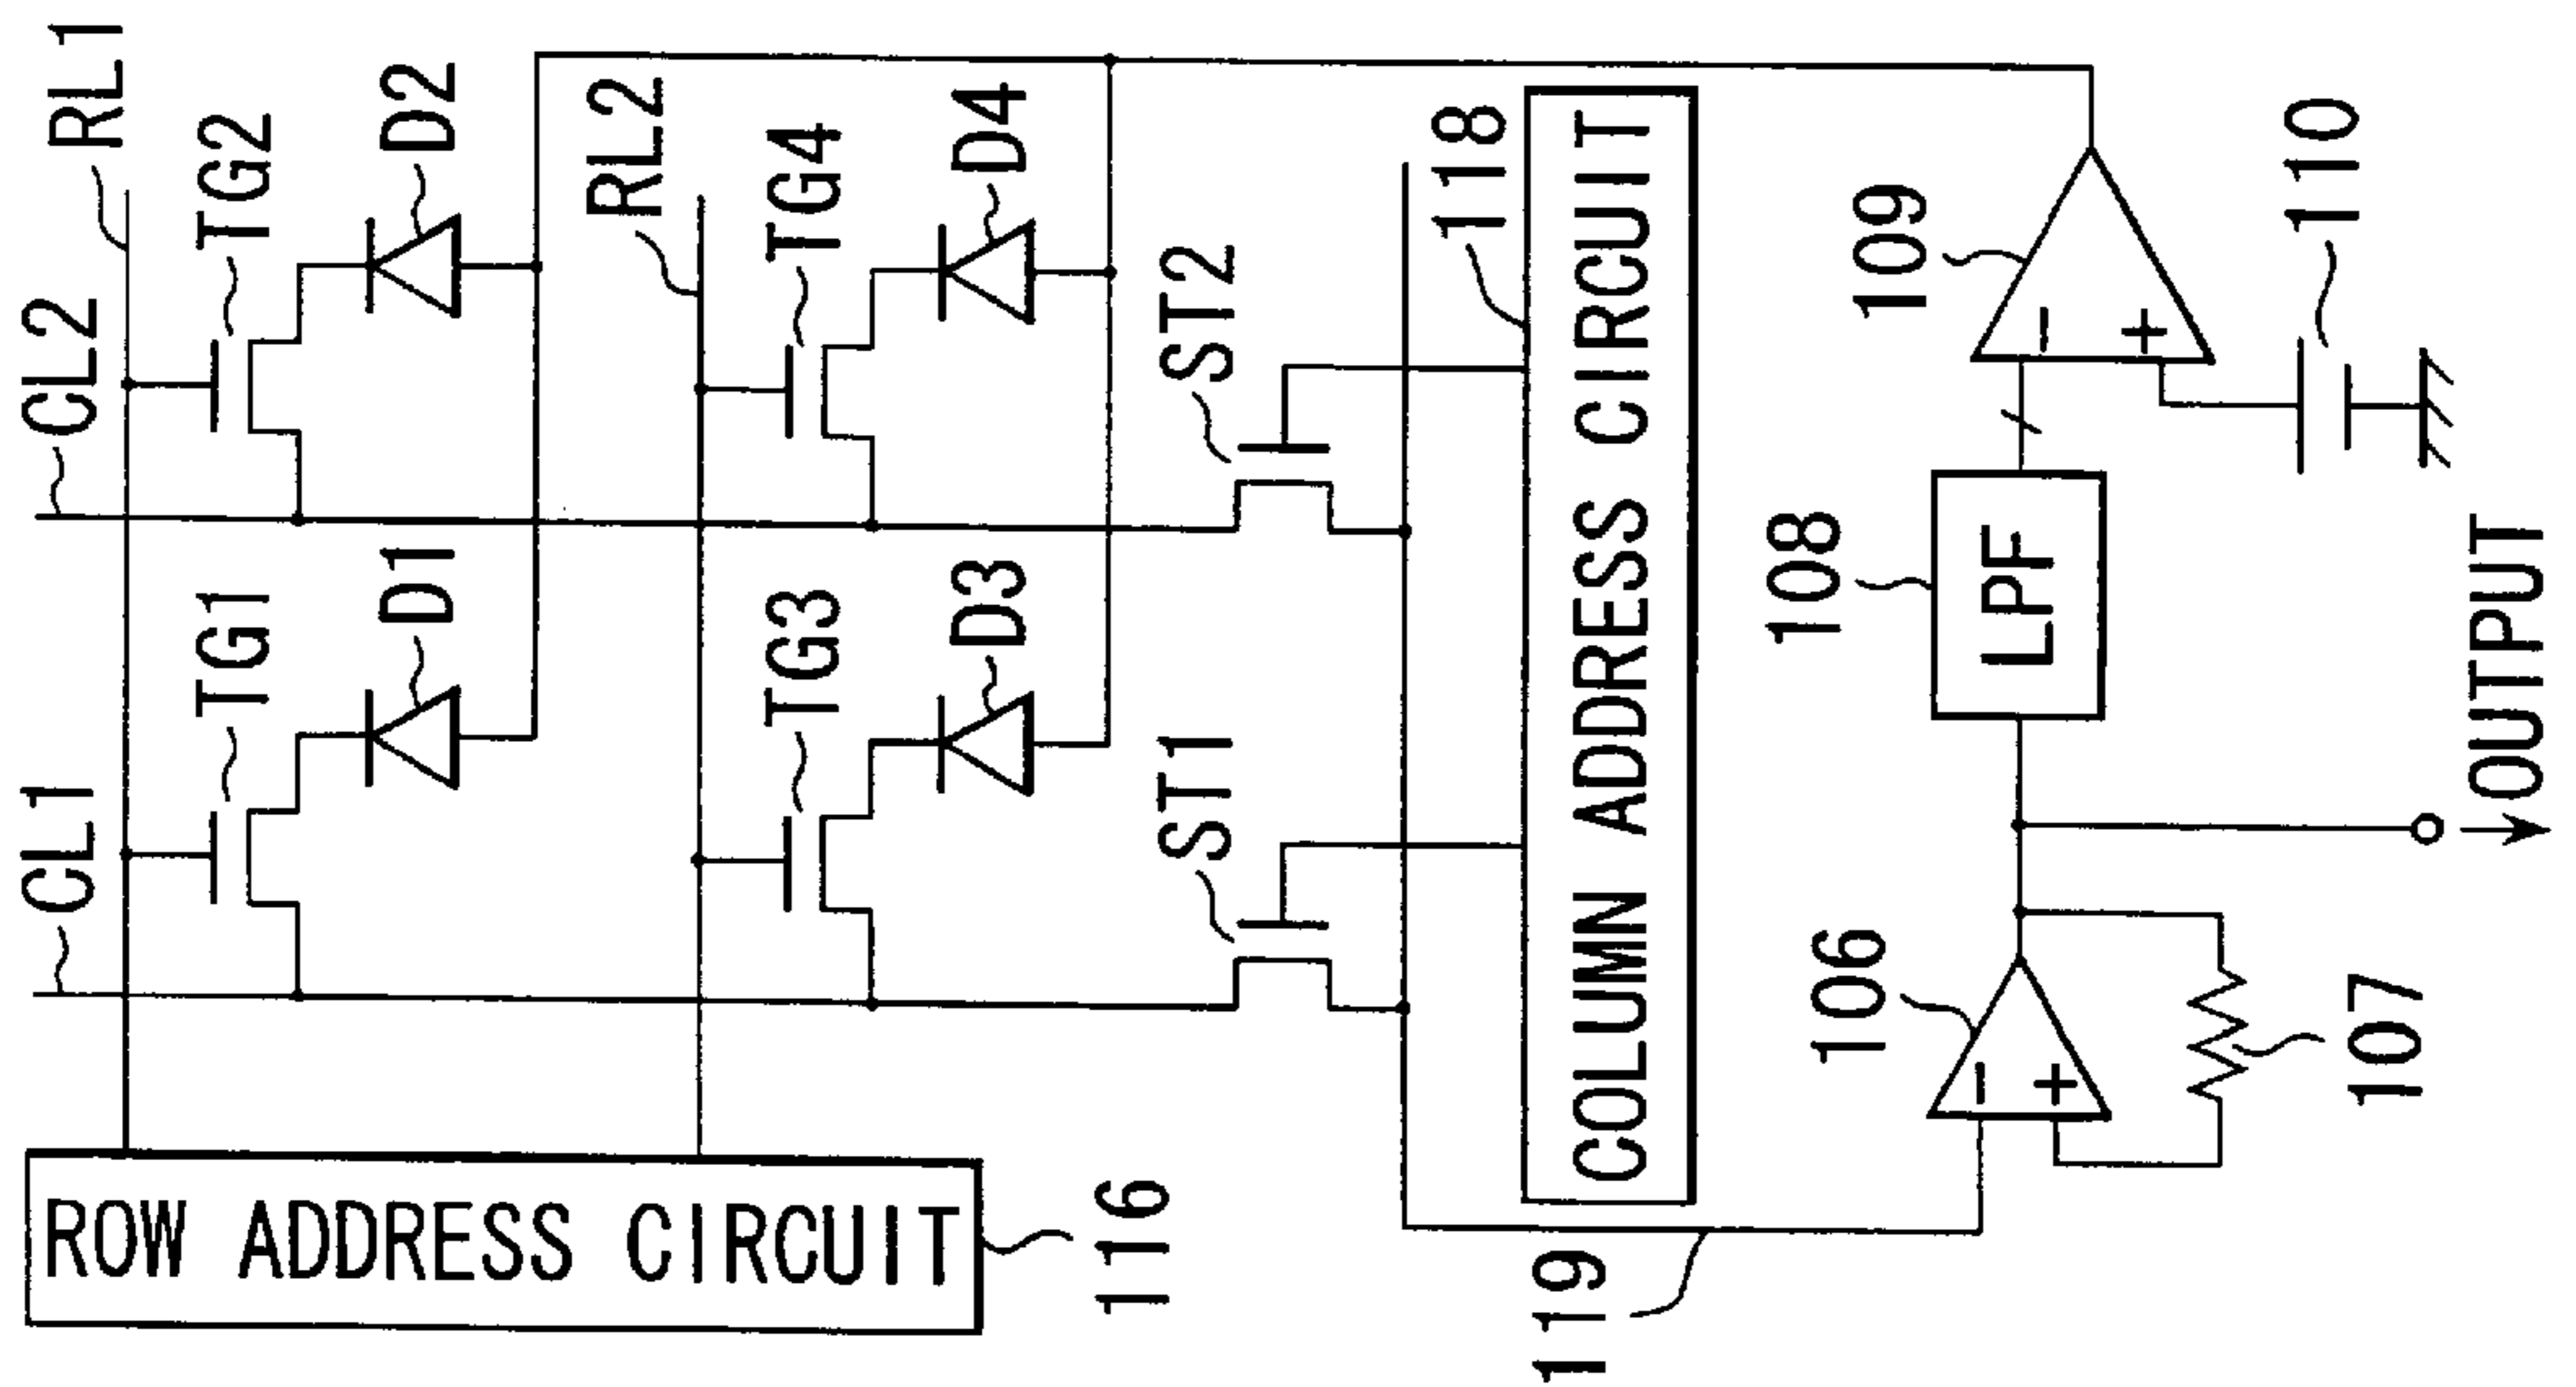 RL1
CL2
TG2
D2
CL1
TG1
D1
RL2
TG4
D4
TG3
D3
ST2
ST1
ROW ADDRESS CIRCUIT
116
118
COLUMN ADDRESS CIRCUIT
119
106
-
+
107
108
LPF
109
-
+
110
OUTPUT